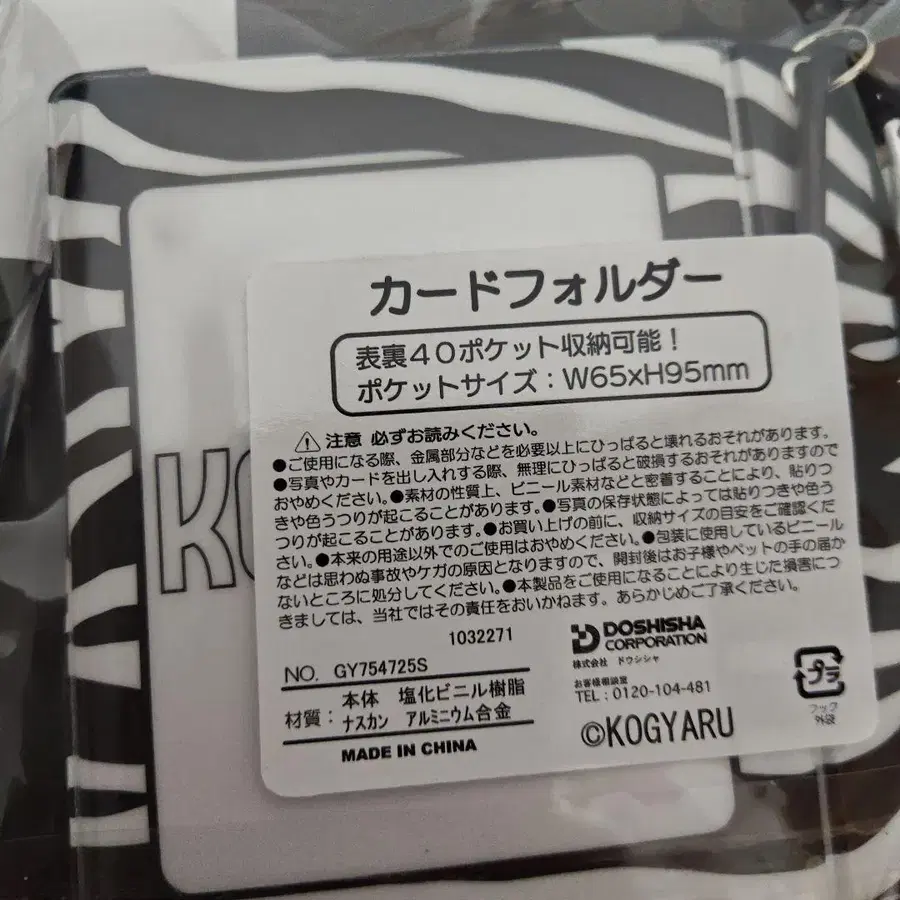 カードフォルダー
表裏40ポケット収納可能！
ポケットサイズ：W65xH95mm
注意 必ずお読みください。
●ご使用になる際、金属部分などを必要以上にひっぱると壊れるおそれがあります。
●写真やカードを出し入れする際、無理にひっぱると破損するおそれがありますので
おやめください。●素材の性質上、ビニール素材などと密着することにより、貼りつ
きや色うつりが起こることがあります。●写真の保存状態によっては貼りつきや色う
つりが起こることがあります。●お買い上げの前に、収納サイズの目安をご確認くだ
さい。●本来の用途以外でのご使用はおやめください。●包装に使用しているビニール
などは思わぬ事故やケガの原因となりますので、開封後はお子様やペットの手の届か
ないところに処分してください。●本製品をご使用になることにより生じた損害につ
きましては、当社ではその責任をおいかねます。あらかじめご了承ください。
1032271
NO. GY754725S
材質：本体 塩化ビニル樹脂
ナスカン アルミニウム合金
MADE IN CHINA
DOSHISHA
CORPORATION
株式会社 ドウシシャ
お客様相談室
TEL：0120-104-481
©KOGYARU
プラ
フック
外袋
KO